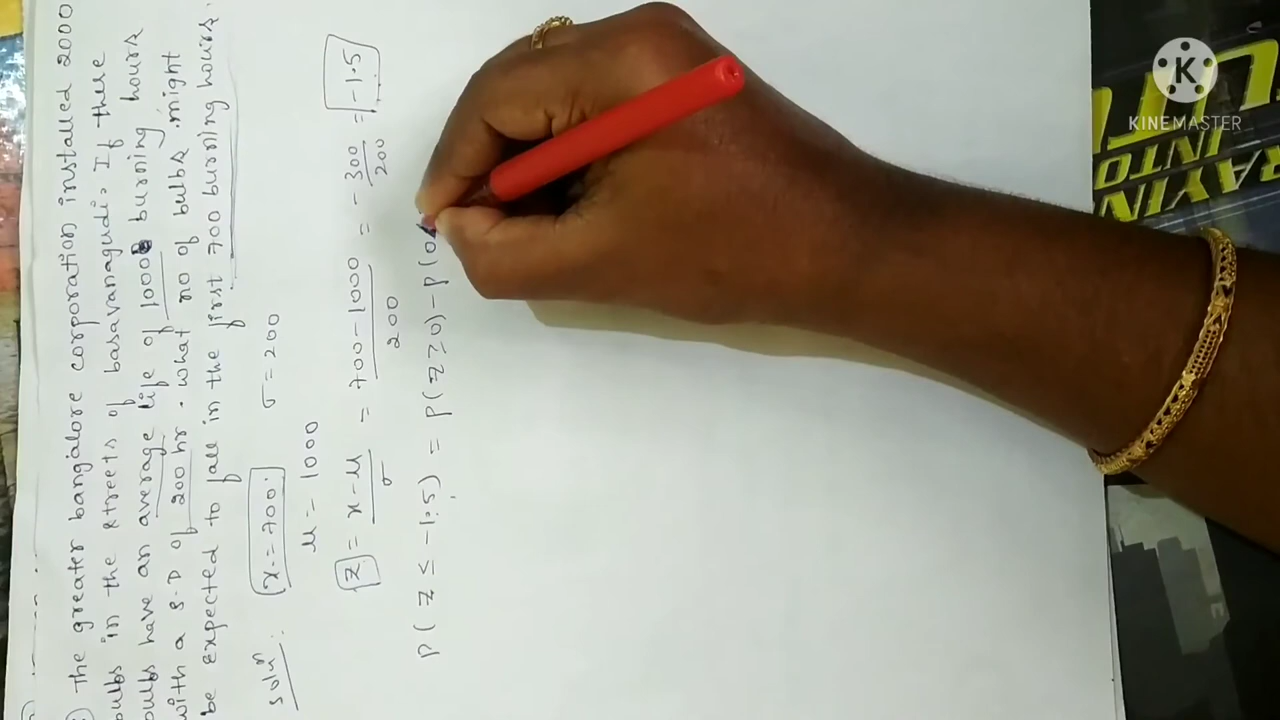 The greater bangalore corporation installed 2000
bulbs in the streets of basavanagudi. If these
bulbs have an average life of 1000 burning hours
with a S.D of 200 hr. what no of bulbs might
be expected to fall in the first 700 burning hours.
soln:
x = 700. σ = 200
μ = 1000
z = x-μ/σ = 700-1000/200 = -300/200 = -1.5
P(Z ≤ -1.5) = P(Z ≥ 0) - P(0
KINEMASTER